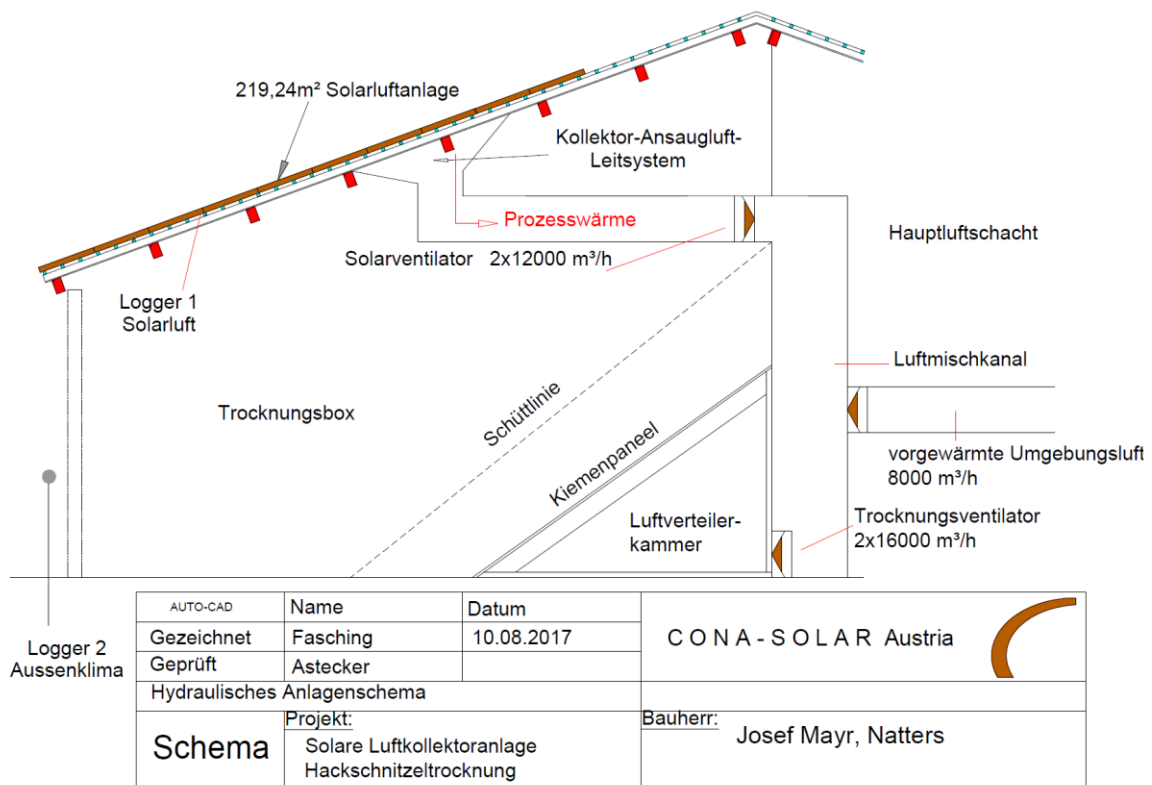 219,24m² Solarluftanlage
Kollektor-Ansaugluft-
Leitsystem
Prozesswärme
Solarventilator 2x12000 m³/h
Hauptluftschacht
Logger 1
Solarluft
Luftmischkanal
Trocknungsbox
Schüttlinie
Kiemenpaneel
vorgewärmte Umgebungsluft
8000 m³/h
Luftverteiler-
kammer
Trocknungsventilator
2x16000 m³/h
Logger 2
Aussenklima
AUTO-CAD Name Datum
Gezeichnet Fasching 10.08.2017
Geprüft Astecker
CONA-SOLAR Austria
Hydraulisches Anlagenschema
Schema
Projekt:
Solare Luftkollektoranlage
Hackschnitzeltrocknung
Bauherr:
Josef Mayr, Natters